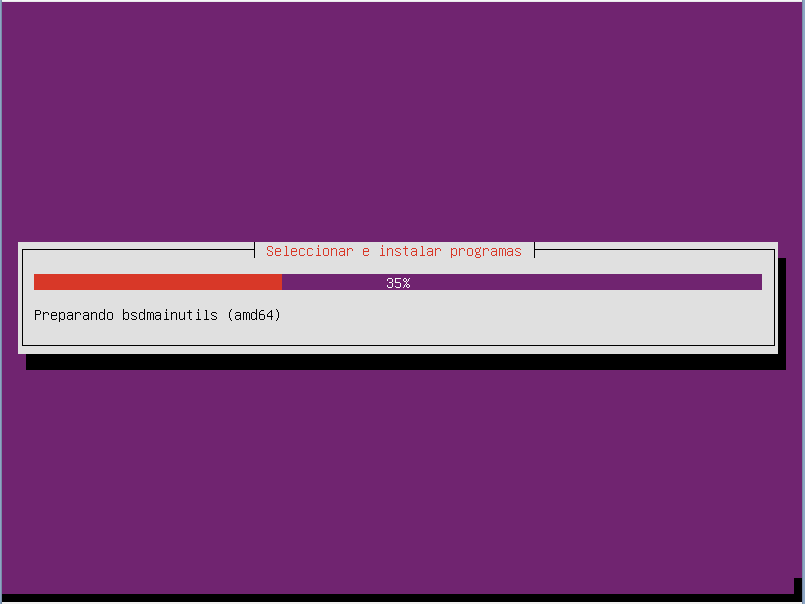 Seleccionar e instalar programas
35%
Preparando bsdmainutils (amd64)